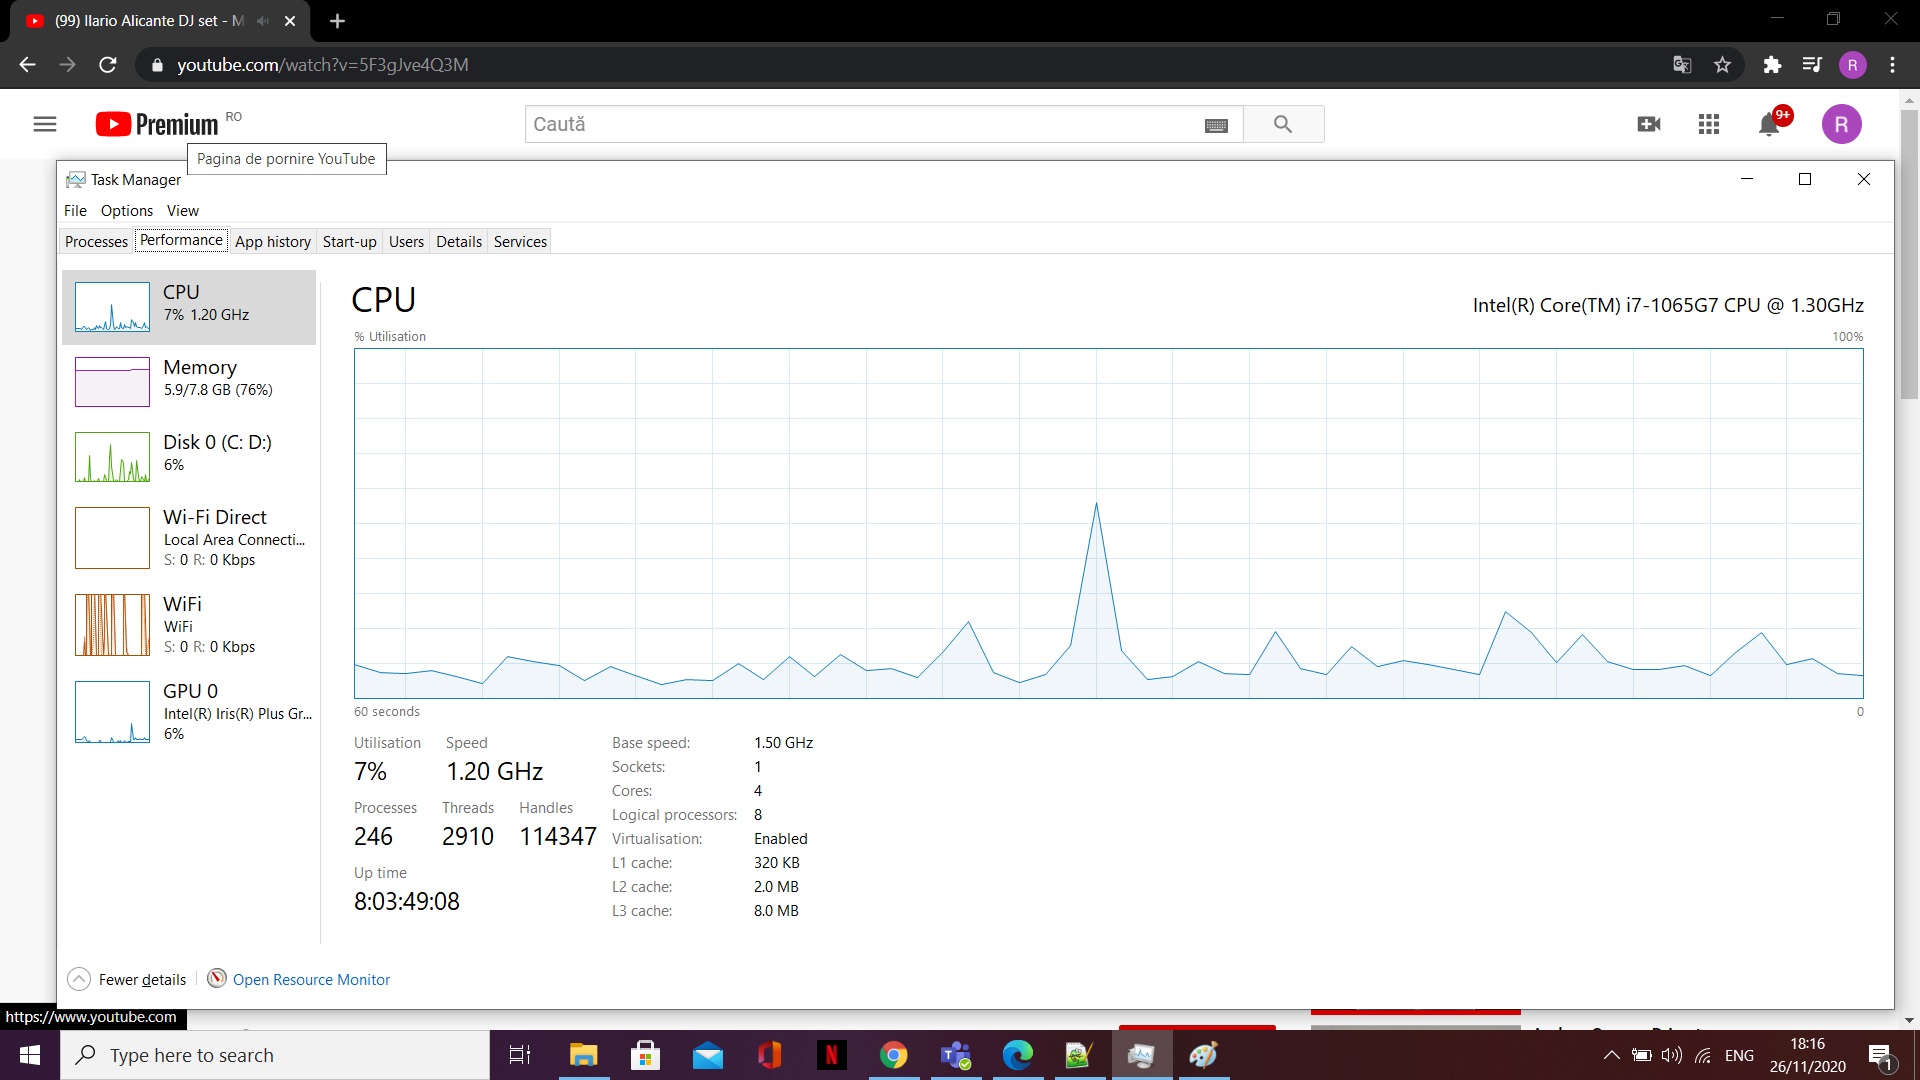 (99) Ilario Alicante DJ set - M
youtube.com/watch?v=5F3gJve4Q3M
R
Premium RO
Caută
9+
R
Pagina de pornire YouTube
Task Manager
File Options View
Processes Performance App history Start-up Users Details Services
CPU
7% 1.20 GHz
Memory
5.9/7.8 GB (76%)
Disk 0 (C: D:)
6%
Wi-Fi Direct
Local Area Connecti...
S: 0 R: 0 Kbps
WiFi
WiFi
S: 0 R: 0 Kbps
GPU 0
Intel(R) Iris(R) Plus Gr...
6%
CPU
Intel(R) Core(TM) i7-1065G7 CPU @ 1.30GHz
% Utilisation
100%
60 seconds
0
Utilisation Speed
7% 1.20 GHz
Processes Threads Handles
246 2910 114347
Up time
8:03:49:08
Base speed: 1.50 GHz
Sockets: 1
Cores: 4
Logical processors: 8
Virtualisation: Enabled
L1 cache: 320 KB
L2 cache: 2.0 MB
L3 cache: 8.0 MB
Fewer details
Open Resource Monitor
https://www.youtube.com
Type here to search
N
T
ENG
18:16
26/11/2020
1